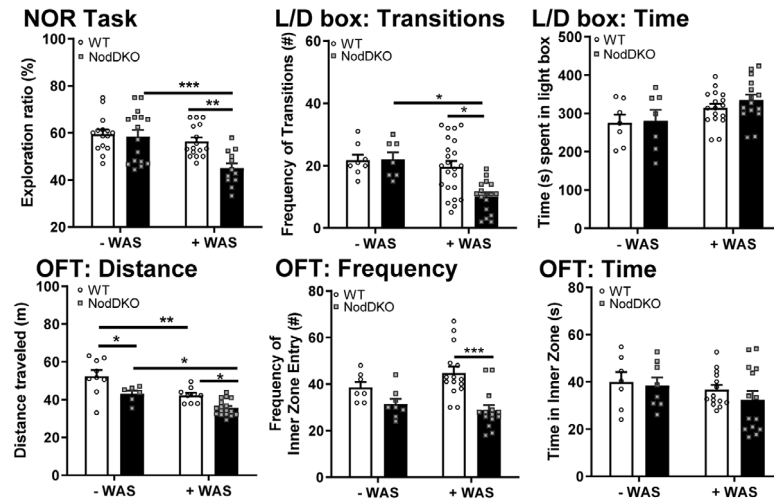 NOR Task
WT
NodDKO
Exploration ratio (%)
100
80
60
40
20
***
**
- WAS
+ WAS
L/D box: Transitions
WT
NodDKO
Frequency of Transitions (#)
60
40
20
0
*
*
- WAS
+ WAS
L/D box: Time
WT
NodDKO
Time (s) spent in light box
500
400
300
200
100
0
- WAS
+ WAS
OFT: Distance
WT
NodDKO
Distance traveled (m)
100
80
60
40
20
0
**
*
*
*
- WAS
+ WAS
OFT: Frequency
WT
NodDKO
Frequency of
Inner Zone Entry (#)
80
60
40
20
0
***
- WAS
+ WAS
OFT: Time
WT
NodDKO
Time in Inner Zone (s)
80
60
40
20
0
- WAS
+ WAS